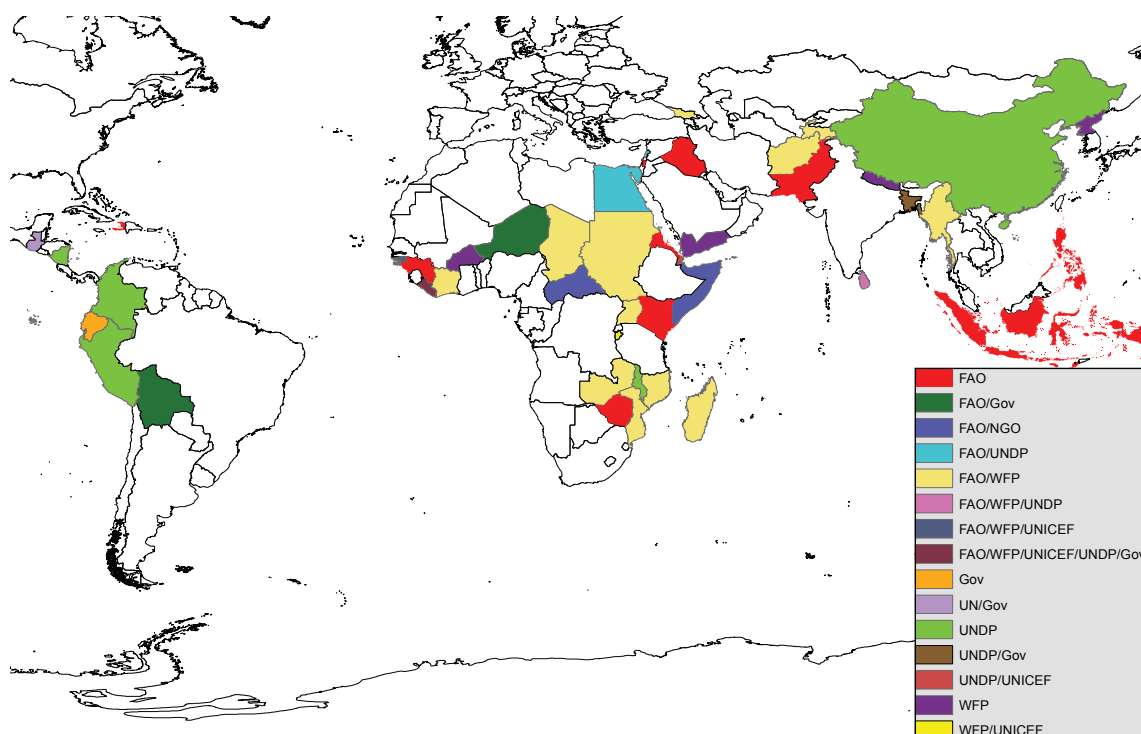 FAO
FAO/Gov
FAO/NGO
FAO/UNDP
FAO/WFP
FAO/WFP/UNDP
FAO/WFP/UNICEF
FAO/WFP/UNICEF/UNDP/Gov
Gov
UN/Gov
UNDP
UNDP/Gov
UNDP/UNICEF
WFP
WFP/UNICEF